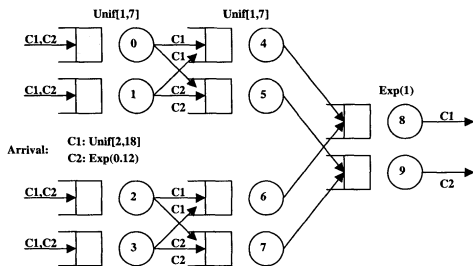 Unif[1,7] Unif[1,7]
C1,C2 0 C1 4
C1
C1,C2 1 C2 5
C2
Exp(1)
8 C1
Arrival: C1: Unif[2,18]
C2: Exp(0.12)
9 C2
C1,C2 2 C1 6
C1
C1,C2 3 C2 7
C2